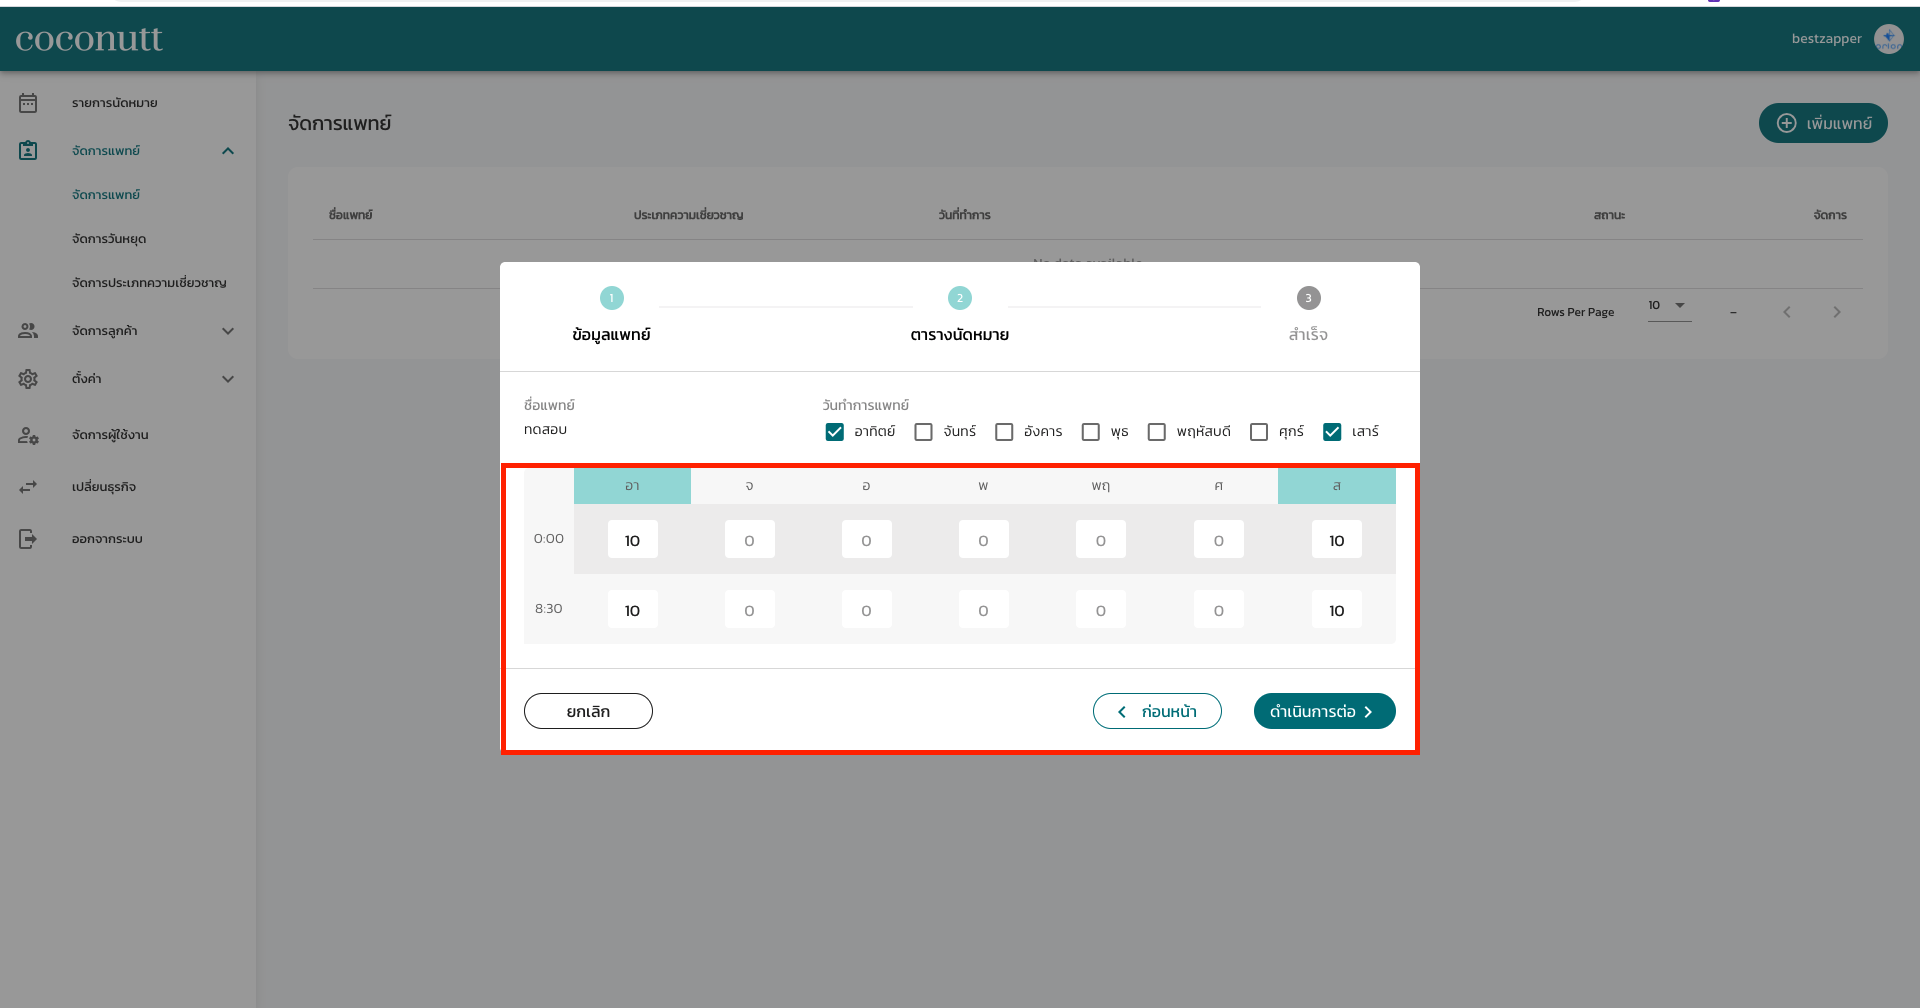 coconutt
bestzapper
orion
รายการนัดหมาย
จัดการแพทย์
จัดการแพทย์
จัดการวันหยุด
จัดการประเภทความเชี่ยวชาญ
จัดการลูกค้า
ตั้งค่า
จัดการผู้ใช้งาน
เปลี่ยนธุรกิจ
ออกจากระบบ
จัดการแพทย์
เพิ่มแพทย์
ชื่อแพทย์ ประเภทความเชี่ยวชาญ วันที่ทำการ สถานะ จัดการ
No data available
Rows Per Page 10 –
1 2 3
ข้อมูลแพทย์ ตารางนัดหมาย สำเร็จ
ชื่อแพทย์
ทดสอบ
วันทำการแพทย์
อาทิตย์ จันทร์ อังคาร พุธ พฤหัสบดี ศุกร์ เสาร์
อา จ อ พ พฤ ศ ส
0:00 10 0 0 0 0 0 10
8:30 10 0 0 0 0 0 10
ยกเลิก ก่อนหน้า ดำเนินการต่อ